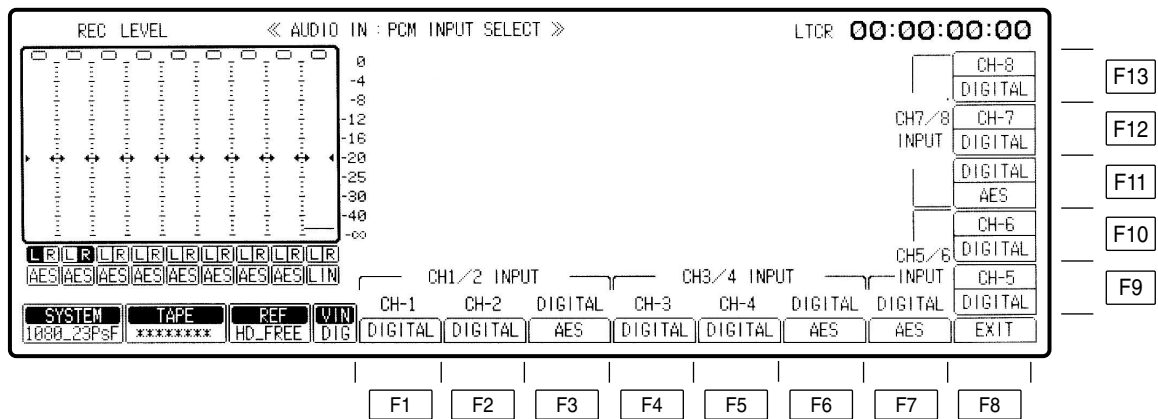 REC LEVEL ≪ AUDIO IN : PCM INPUT SELECT ≫ LTCR 00:00:00:00
0
-4
-8
-12
-16
-20
-25
-30
-40
-∞
L R L R L R L R L R L R L R L R L R
AES AES AES AES AES AES AES AES LIN
SYSTEM TAPE REF VIN
1080_23PsF ******** HD_FREE DIG
CH1/2 INPUT
CH-1 CH-2 DIGITAL
DIGITAL DIGITAL AES
CH3/4 INPUT
CH-3 CH-4 DIGITAL
DIGITAL DIGITAL AES
CH7/8
INPUT
CH-8
DIGITAL
CH-7
DIGITAL
DIGITAL
AES
CH5/6
INPUT
CH-6
DIGITAL
CH-5
DIGITAL
DIGITAL
AES
EXIT
F13
F12
F11
F10
F9
F1 F2 F3 F4 F5 F6 F7 F8